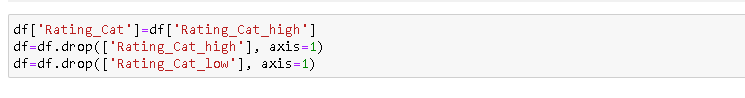 df['Rating_Cat']=df['Rating_Cat_high']
df=df.drop(['Rating_Cat_high'], axis=1)
df=df.drop(['Rating_Cat_low'], axis=1)